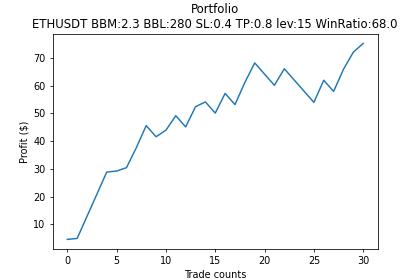 Portfolio
ETHUSDT BBM:2.3 BBL:280 SL:0.4 TP:0.8 lev:15 WinRatio:68.0
70
60
50
40
30
20
10
Profit ($)
0 5 10 15 20 25 30
Trade counts